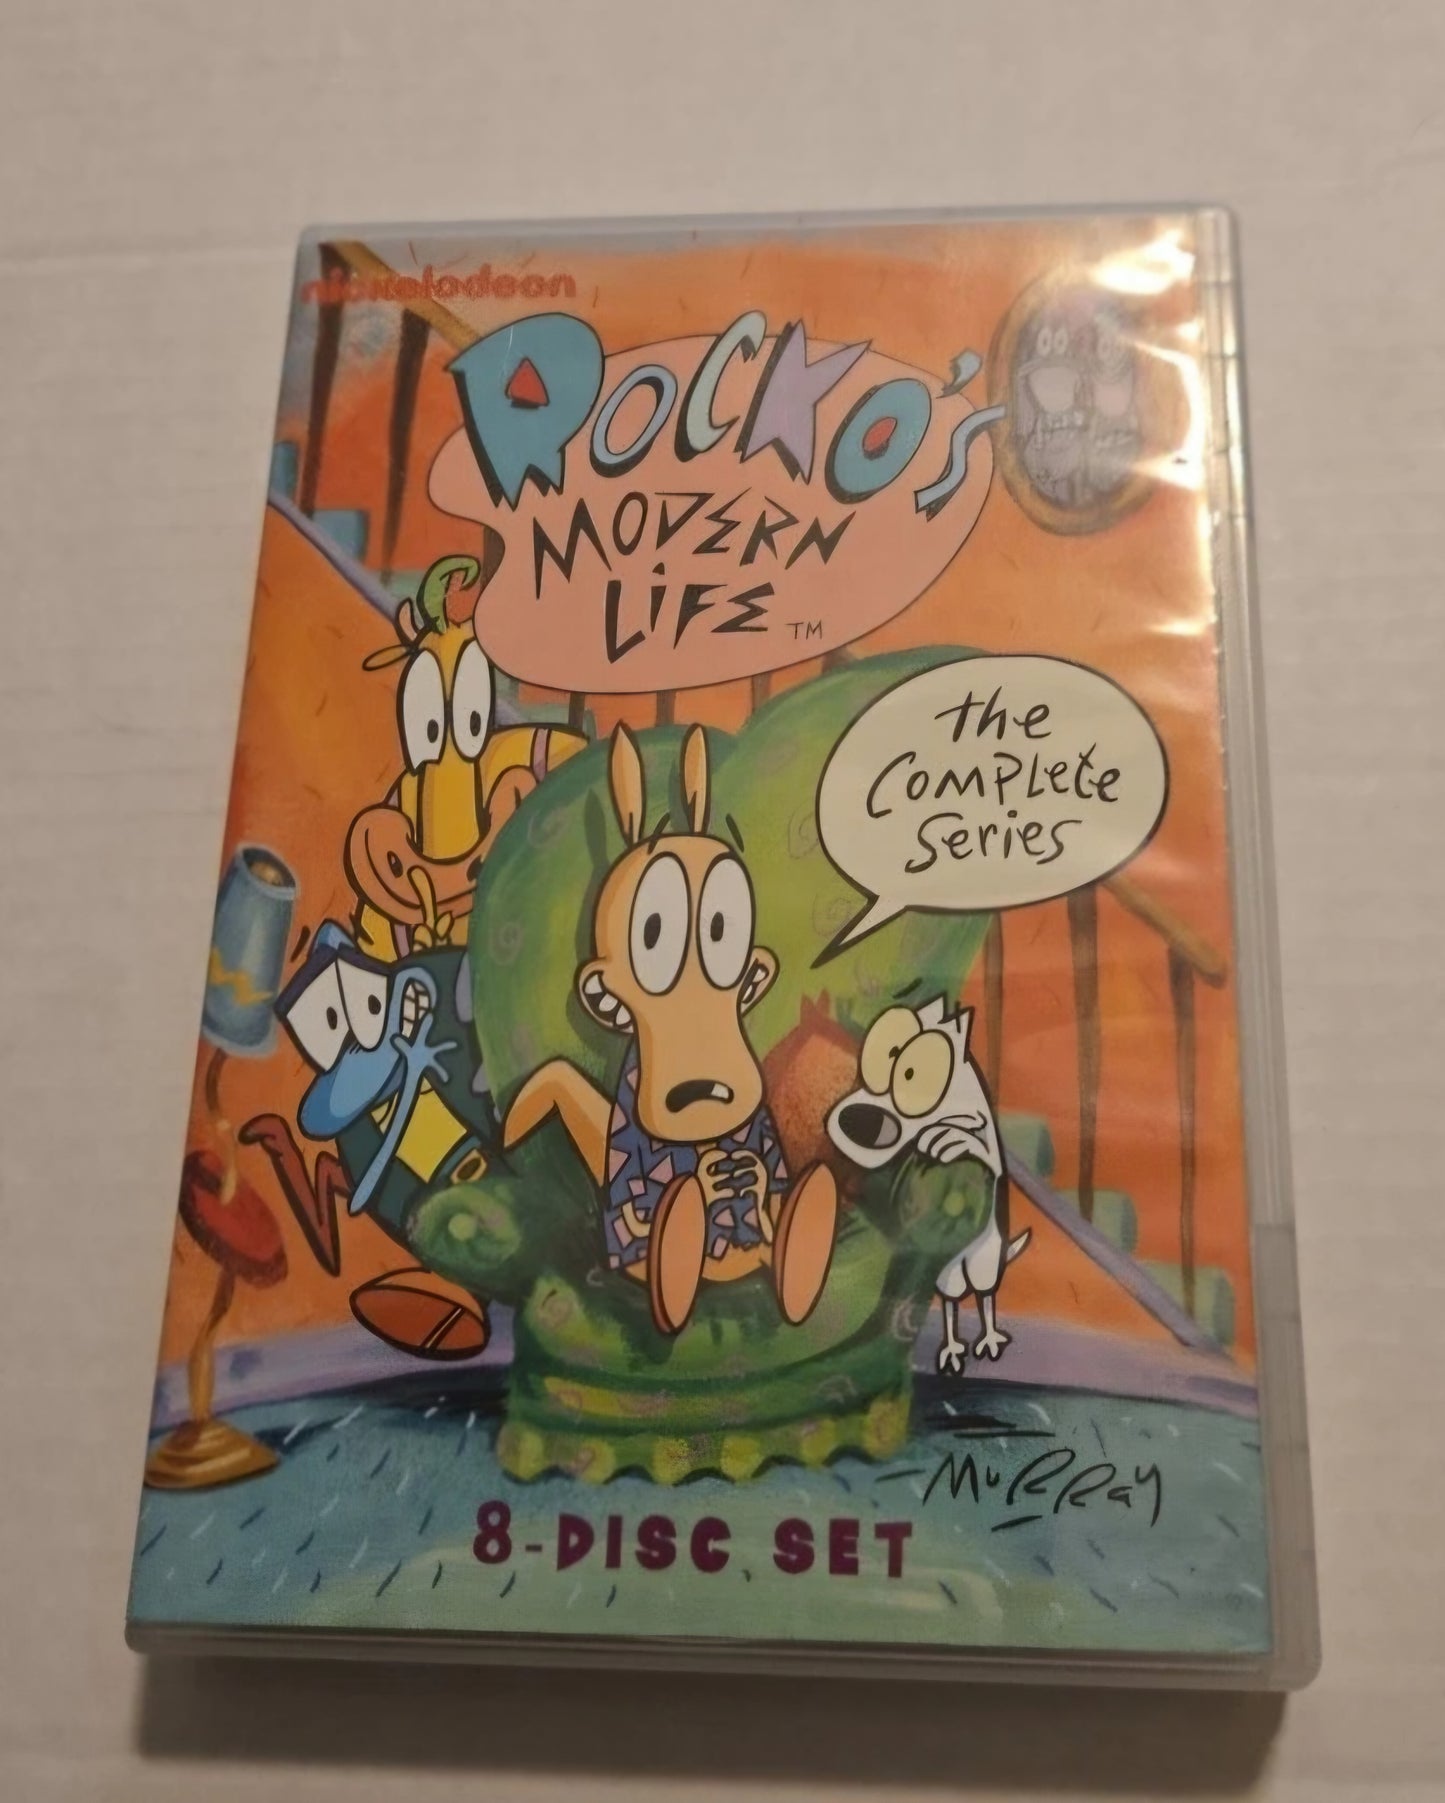 nickelodeon
ROCKO's
MODERN
LiFE TM
the
COMPLete
Series
MURRay
8-DISC SET